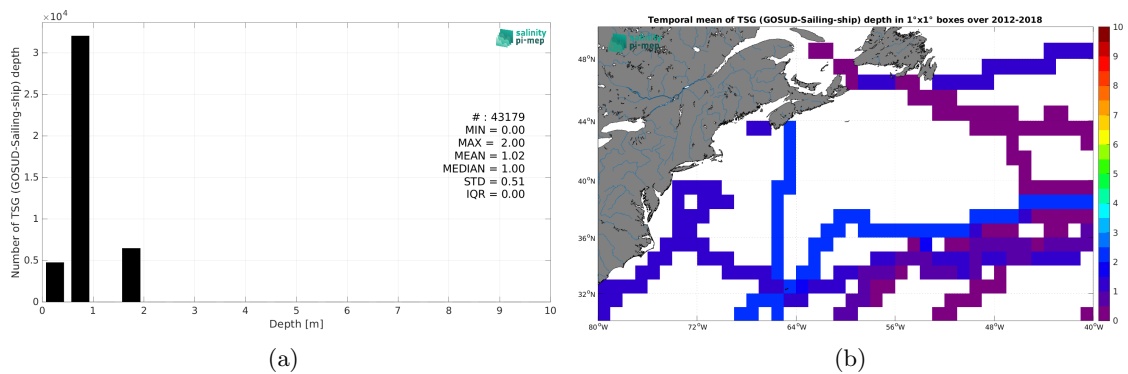 ×10⁴
salinity
pi-mep
Number of TSG (GOSUD-Sailing-ship) depth
3
2.5
2
1.5
1
0.5
0
# : 43179
MIN = 0.00
MAX = 2.00
MEAN = 1.02
MEDIAN = 1.00
STD = 0.51
IQR = 0.00
0 1 2 3 4 5 6 7 8 9 10
Depth [m]
(a)
Temporal mean of TSG (GOSUD-Sailing-ship) depth in 1°x1° boxes over 2012-2018
salinity
pi-mep
48°N
44°N
40°N
36°N
32°N
80°W 72°W 64°W 56°W 48°W 40°W
10
9
8
7
6
5
4
3
2
1
0
(b)